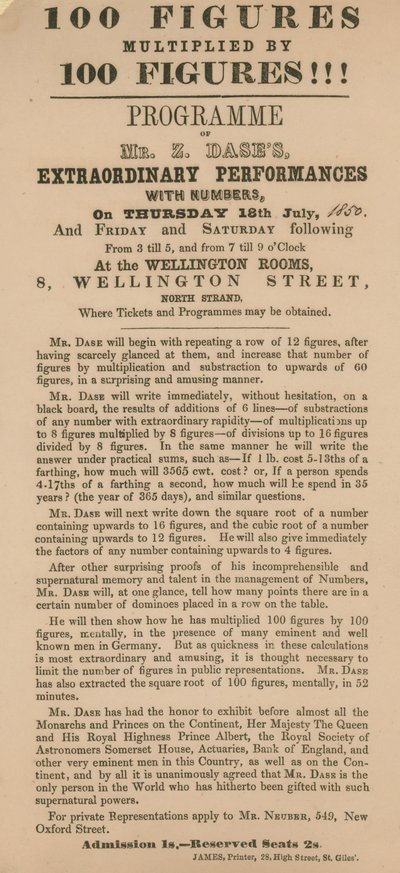 100 FIGURES
MULTIPLIED BY
100 FIGURES!!!
PROGRAMME
OF
MR. Z. DASE'S,
EXTRAORDINARY PERFORMANCES
WITH NUMBERS,
On THURSDAY 18th July, 1850.
And FRIDAY and SATURDAY following
From 3 till 5, and from 7 till 9 o'Clock
At the WELLINGTON ROOMS,
8, WELLINGTON STREET,
NORTH STRAND,
Where Tickets and Programmes may be obtained.
MR. DASE will begin with repeating a row of 12 figures, after
having scarcely glanced at them, and increase that number of
figures by multiplication and substraction to upwards of 60
figures, in a surprising and amusing manner.
MR. DASE will write immediately, without hesitation, on a
black board, the results of additions of 6 lines—of substractions
of any number with extraordinary rapidity—of multiplications up
to 8 figures multiplied by 8 figures—of divisions up to 16 figures
divided by 8 figures. In the same manner he will write the
answer under practical sums, such as—If 1 lb. cost 5-13ths of a
farthing, how much will 3565 cwt. cost? or, If a person spends
4-17ths of a farthing a second, how much will he spend in 35
years? (the year of 365 days), and similar questions.
MR. DASE will next write down the square root of a number
containing upwards to 16 figures, and the cubic root of a number
containing upwards to 12 figures. He will also give immediately
the factors of any number containing upwards to 4 figures.
After other surprising proofs of his incomprehensible and
supernatural memory and talent in the management of Numbers,
MR. DASE will, at one glance, tell how many points there are in a
certain number of dominoes placed in a row on the table.
He will then show how he has multiplied 100 figures by 100
figures, mentally, in the presence of many eminent and well
known men in Germany. But as quickness in these calculations
is most extraordinary and amusing, it is thought necessary to
limit the number of figures in public representations. MR. DASE
has also extracted the square root of 100 figures, mentally, in 52
minutes.
MR. DASE has had the honor to exhibit before almost all the
Monarchs and Princes on the Continent, Her Majesty The Queen
and His Royal Highness Prince Albert, the Royal Society of
Astronomers Somerset House, Actuaries, Bank of England, and
other very eminent men in this Country, as well as on the Con-
tinent, and by all it is unanimously agreed that MR. DASE is the
only person in the World who has hitherto been gifted with such
supernatural powers.
For private Representations apply to MR. NEUBER, 549, New
Oxford Street.
Admission 1s,—Reserved Seats 2s.
JAMES, Printer, 28, High Street, St. Giles'.